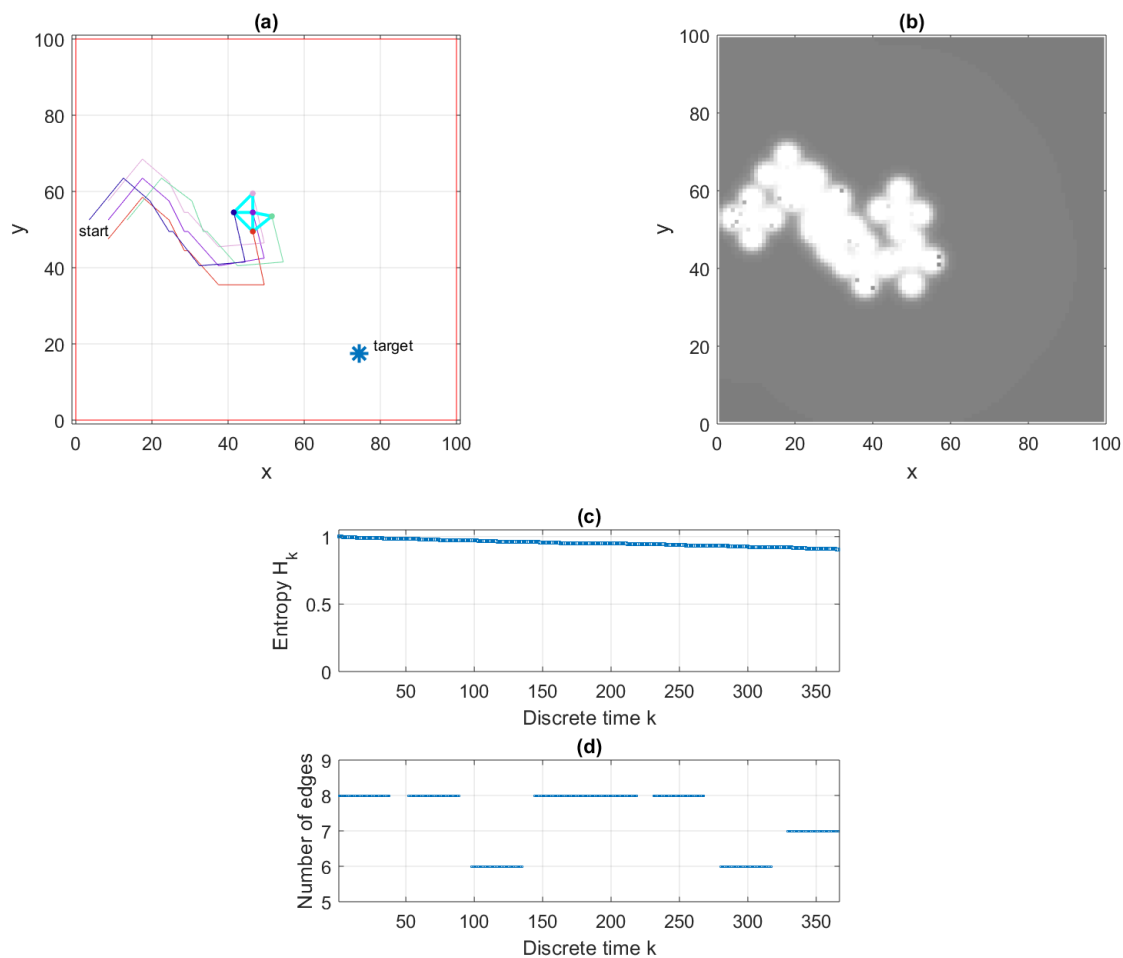 (a)
100
80
60
40
20
0
y
start
target
0 20 40 60 80 100
x
(b)
100
80
60
40
20
0
y
0 20 40 60 80 100
x
(c)
1
0.5
0
Entropy H_k
50 100 150 200 250 300 350
Discrete time k
(d)
9
8
7
6
5
Number of edges
50 100 150 200 250 300 350
Discrete time k